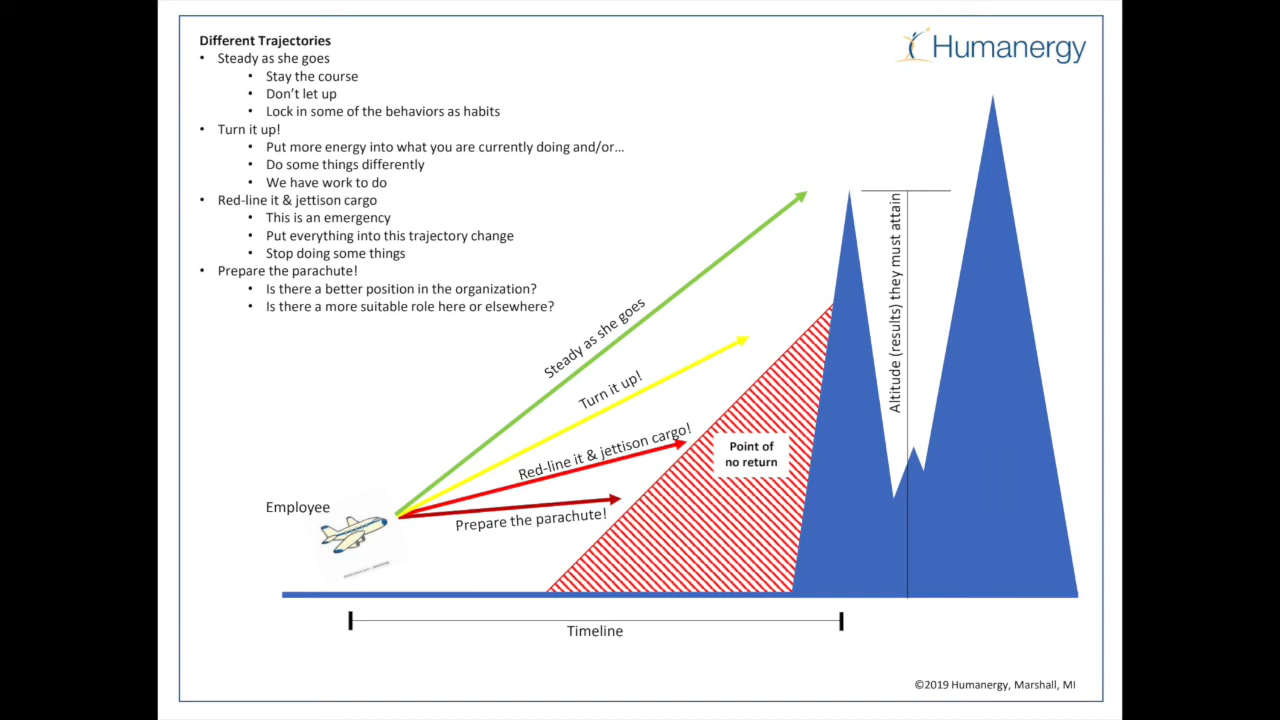 Different Trajectories
• Steady as she goes
• Stay the course
• Don't let up
• Lock in some of the behaviors as habits
• Turn it up!
• Put more energy into what you are currently doing and/or...
• Do some things differently
• We have work to do
• Red-line it & jettison cargo
• This is an emergency
• Put everything into this trajectory change
• Stop doing some things
• Prepare the parachute!
• Is there a better position in the organization?
• Is there a more suitable role here or elsewhere?
Humanergy
Altitude (results) they must attain
Steady as she goes
Turn it up!
Red-line it & jettison cargo!
Prepare the parachute!
Point of
no return
Employee
Timeline
©2019 Humanergy, Marshall, MI